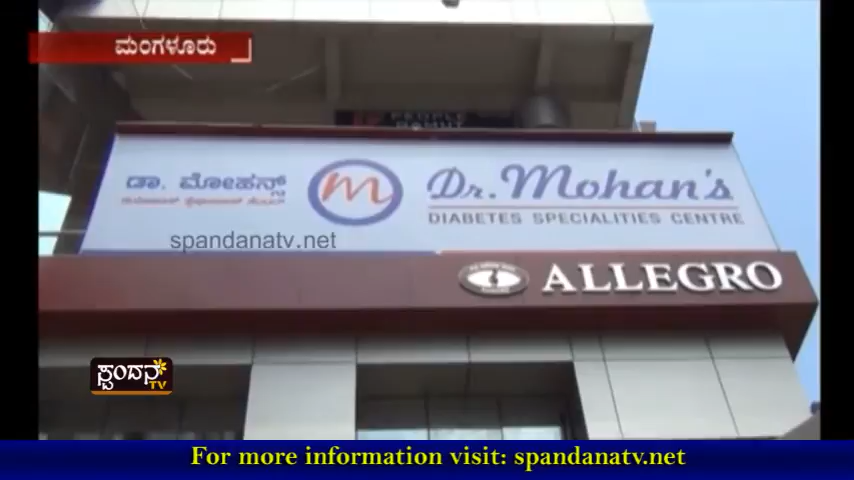 ಮಂಗಳೂರು
ಡಾ. ಮೋಹನ್ಸ್
m
Dr. Mohan's
DIABETES SPECIALITIES CENTRE
spandanatv.net
ALLEGRO
ಸ್ಪಂದನ
TV
For more information visit: spandanatv.net